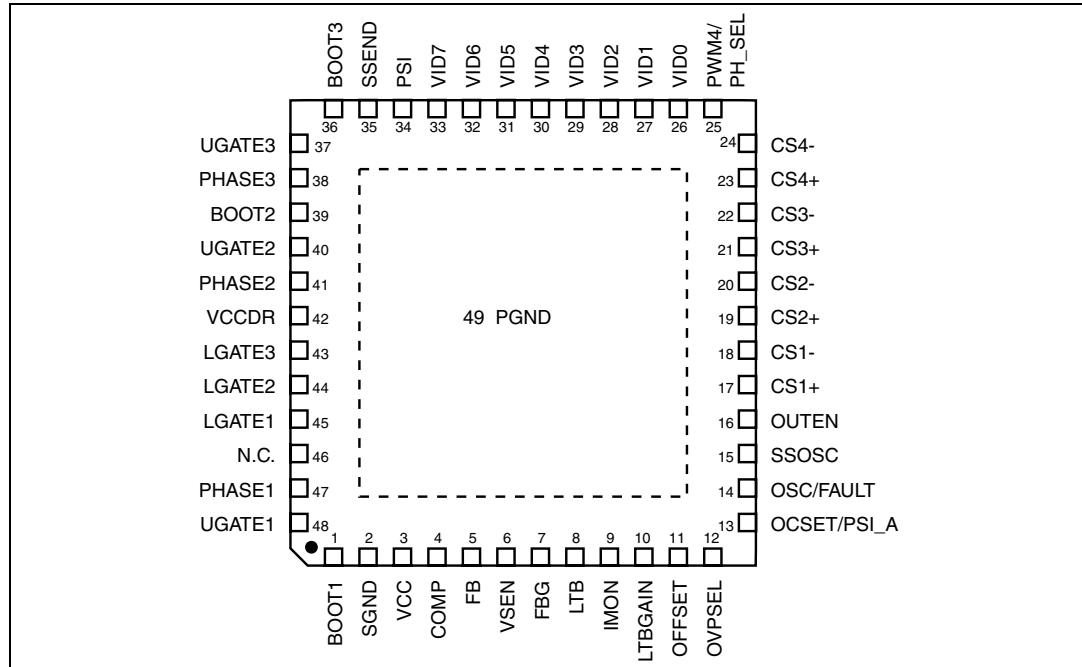 BOOT3
SSEND
PSI
VID7
VID6
VID5
VID4
VID3
VID2
VID1
VID0
PWM4/
PH_SEL
36 35 34 33 32 31 30 29 28 27 26 25
UGATE3 37
PHASE3 38
BOOT2 39
UGATE2 40
PHASE2 41
VCCDR 42
LGATE3 43
LGATE2 44
LGATE1 45
N.C. 46
PHASE1 47
UGATE1 48
49 PGND
24 CS4-
23 CS4+
22 CS3-
21 CS3+
20 CS2-
19 CS2+
18 CS1-
17 CS1+
16 OUTEN
15 SSOSC
14 OSC/FAULT
13 OCSET/PSI_A
1 2 3 4 5 6 7 8 9 10 11 12
BOOT1
SGND
VCC
COMP
FB
VSEN
FBG
LTB
IMON
LTBGAIN
OFFSET
OVPSEL